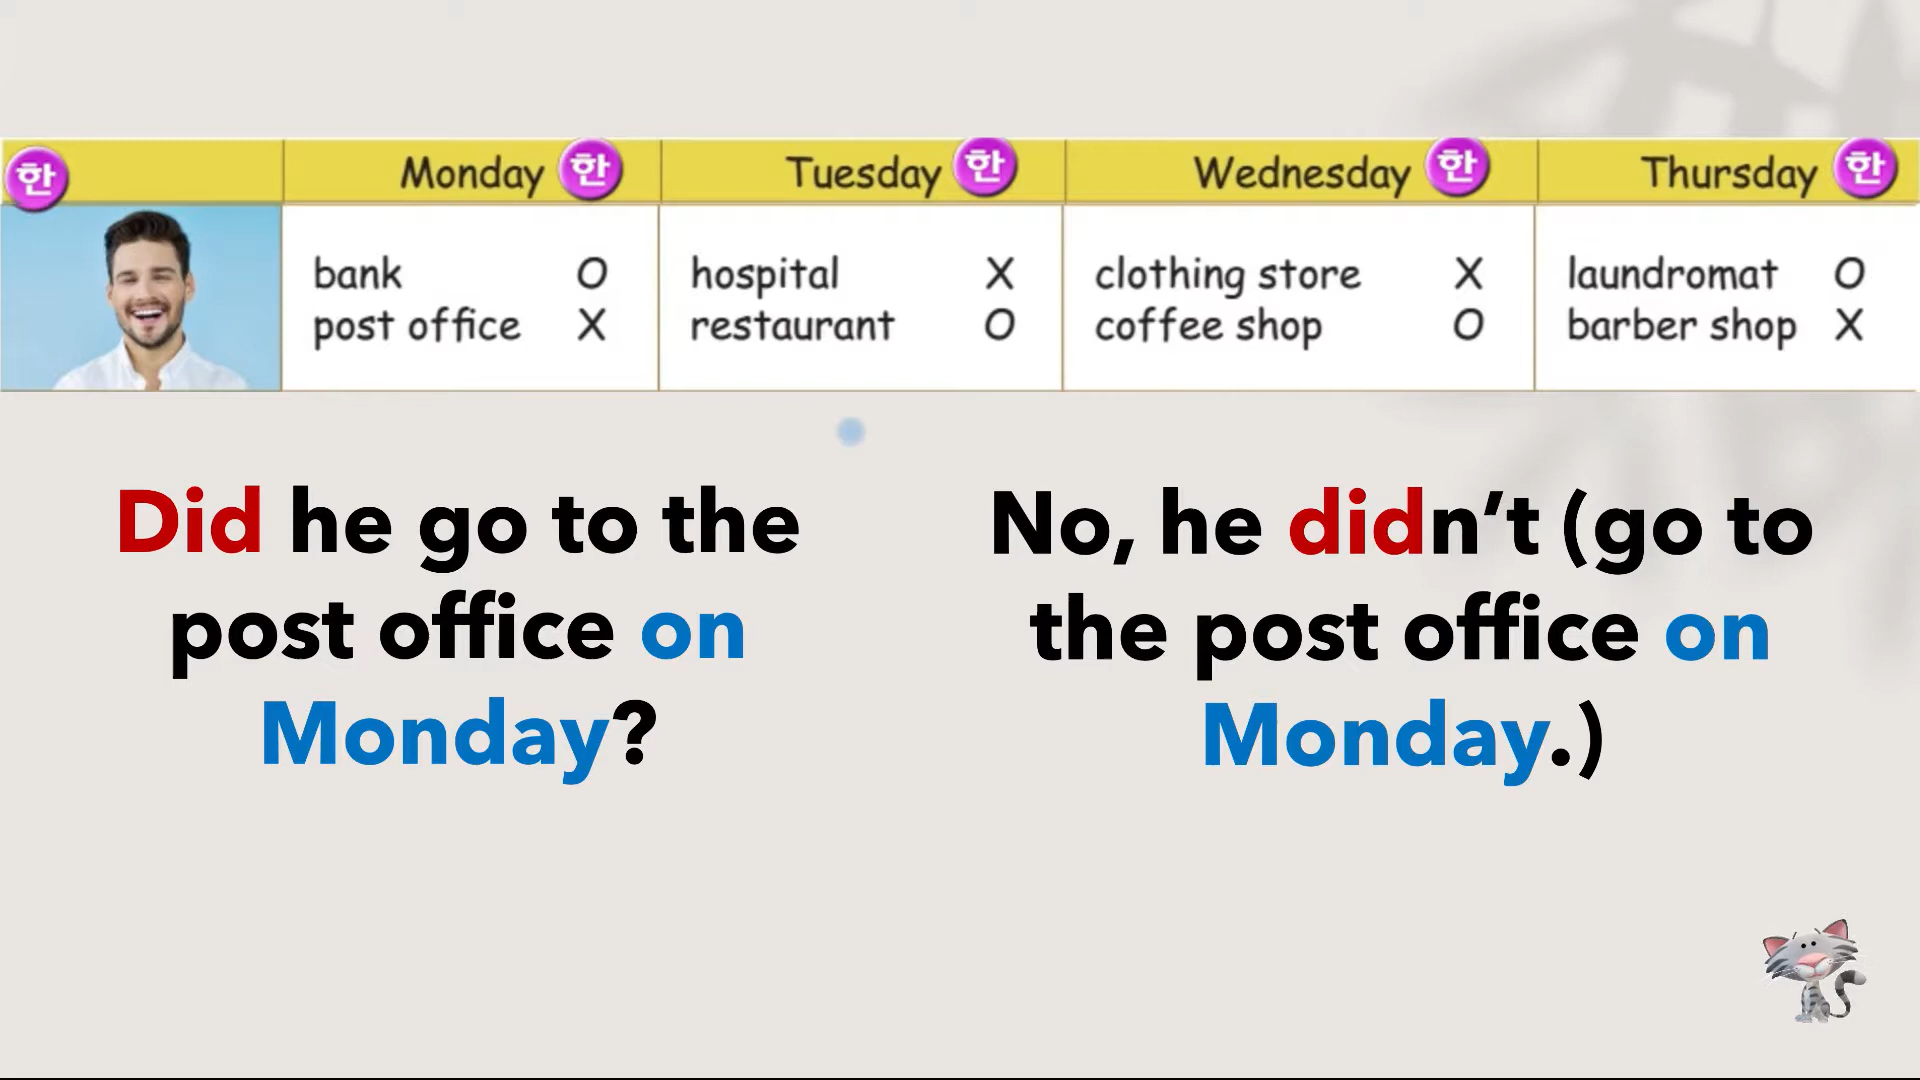 한 Monday 한 Tuesday 한 Wednesday 한 Thursday 한
bank O hospital X clothing store X laundromat O
post office X restaurant O coffee shop O barber shop X
Did he go to the
post office on
Monday?
No, he didn’t (go to
the post office on
Monday.)